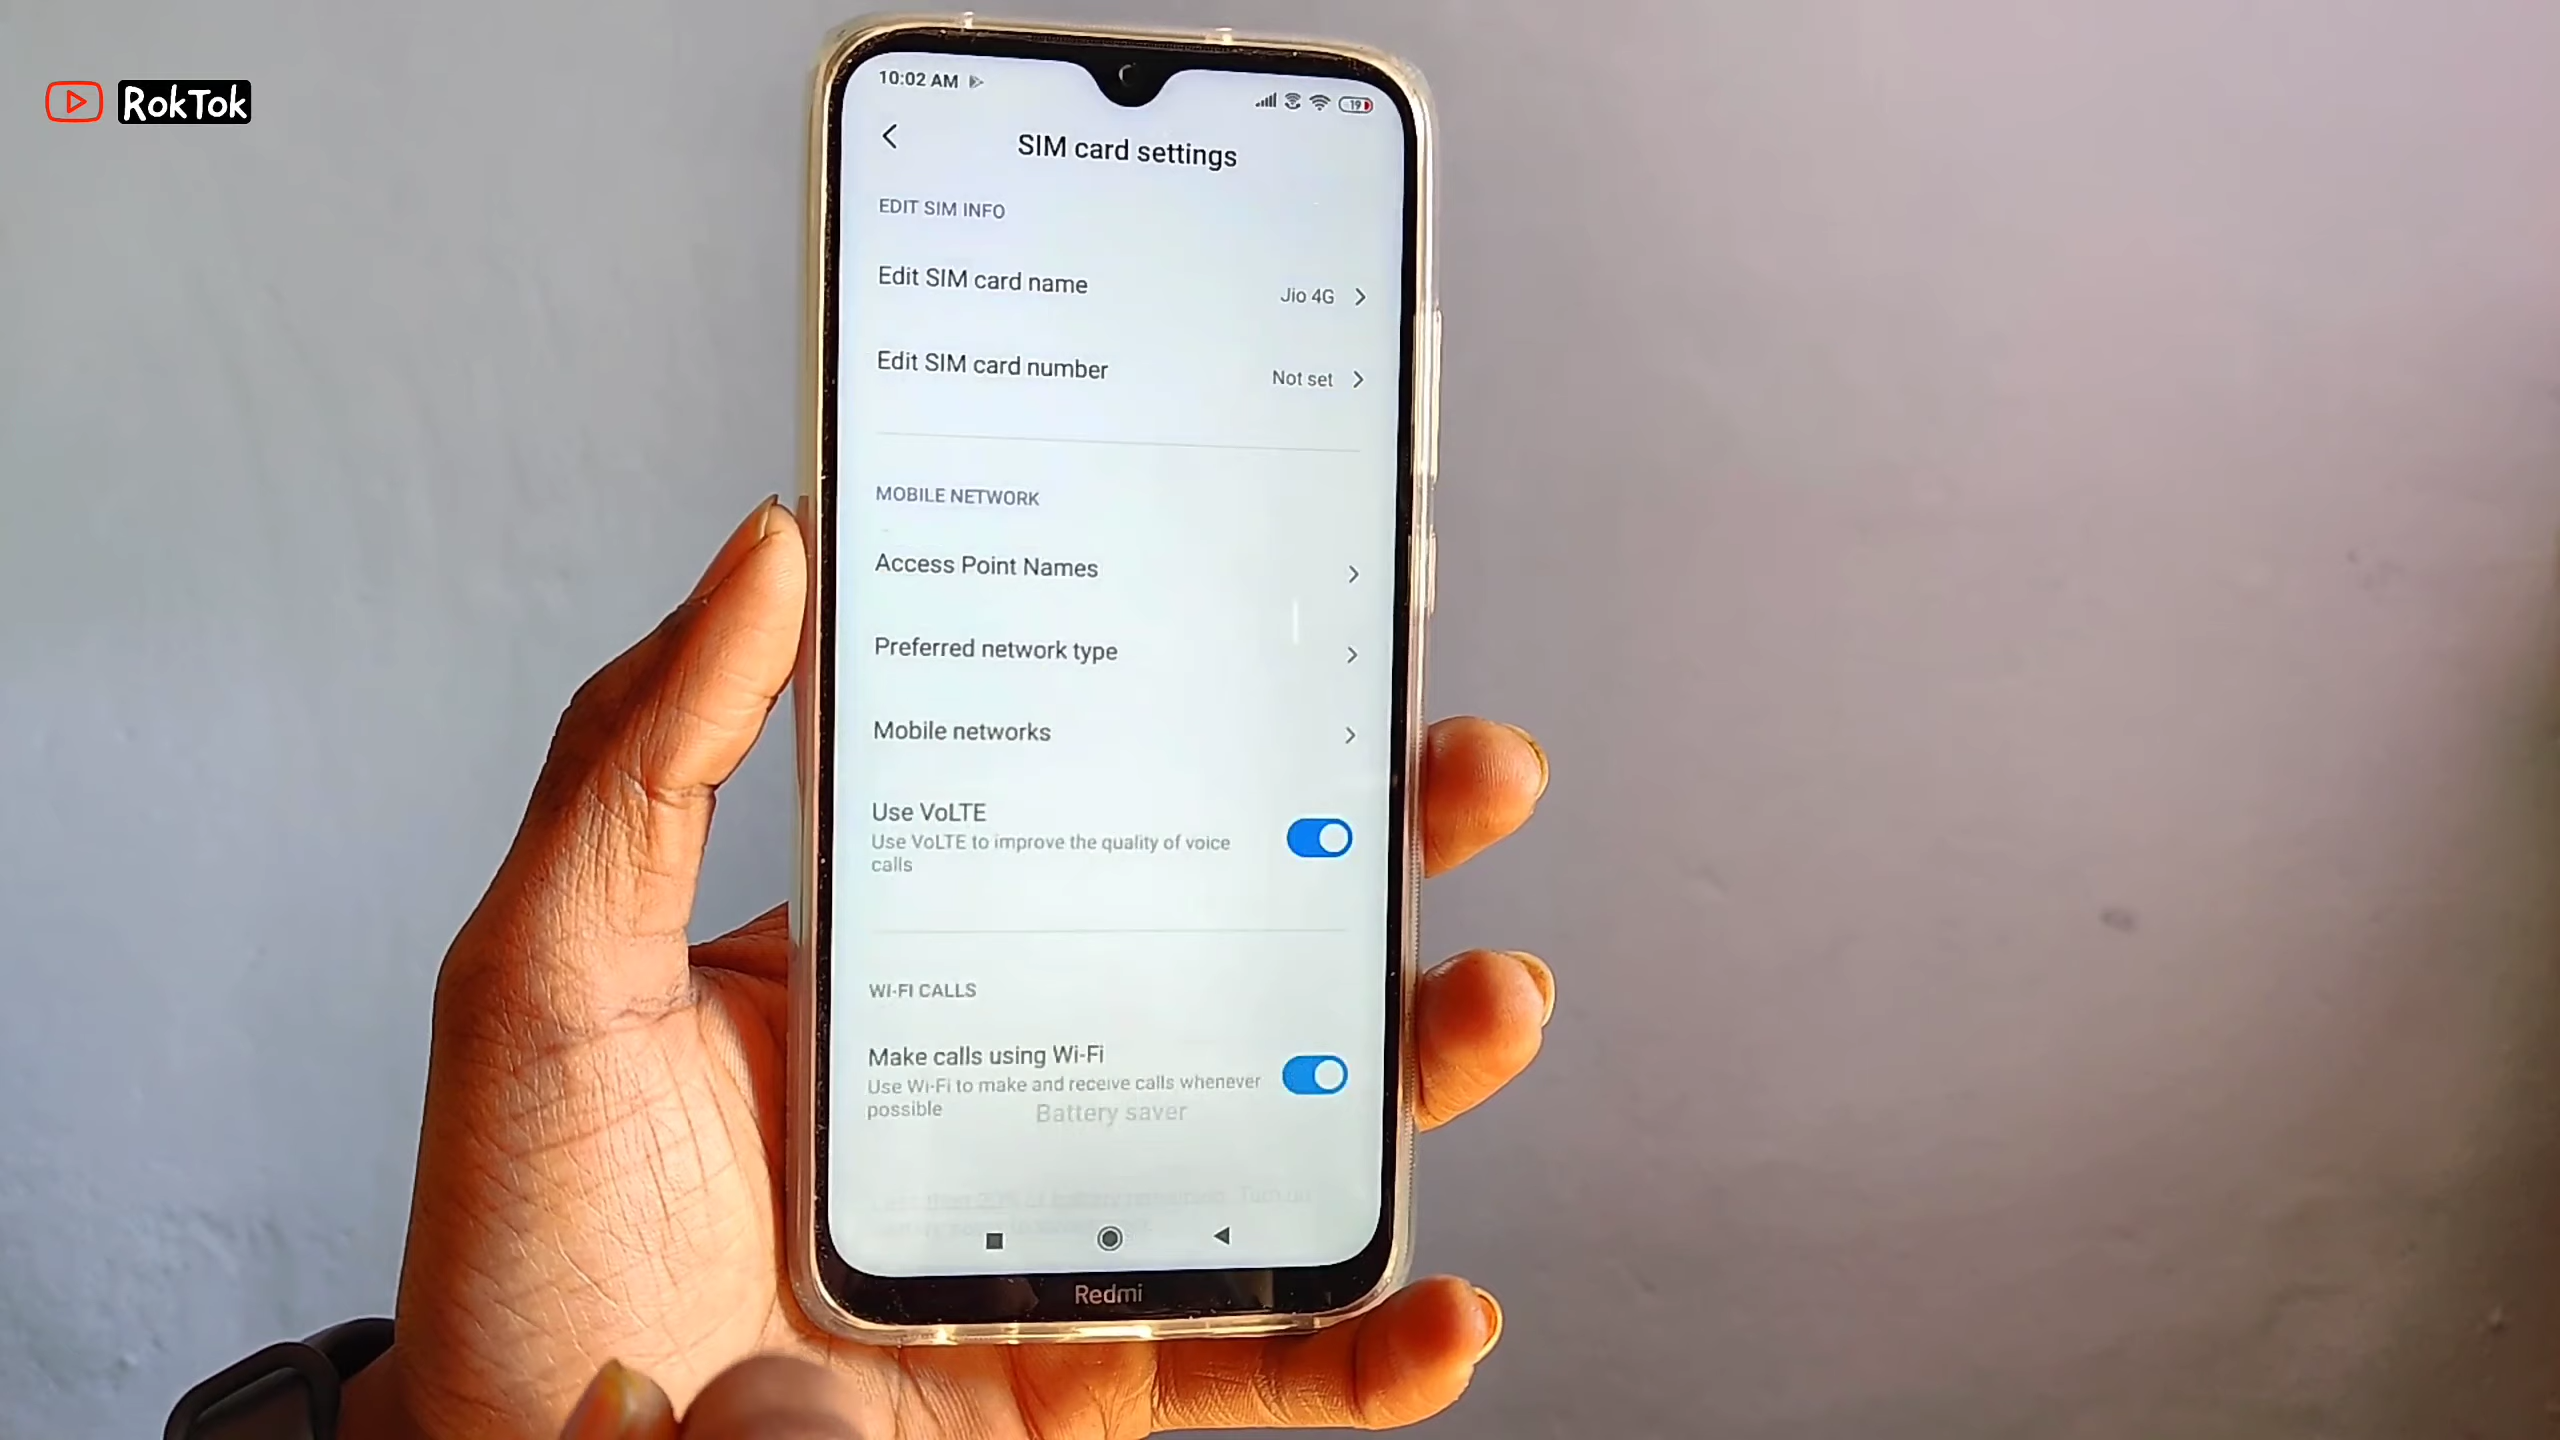 RokTok
10:02 AM
19
SIM card settings
EDIT SIM INFO
Edit SIM card name
Jio 4G
Edit SIM card number
Not set
MOBILE NETWORK
Access Point Names
Preferred network type
Mobile networks
Use VoLTE
Use VoLTE to improve the quality of voice
calls
WI-FI CALLS
Make calls using Wi-Fi
Use Wi-Fi to make and receive calls whenever
possible
Battery saver
Redmi